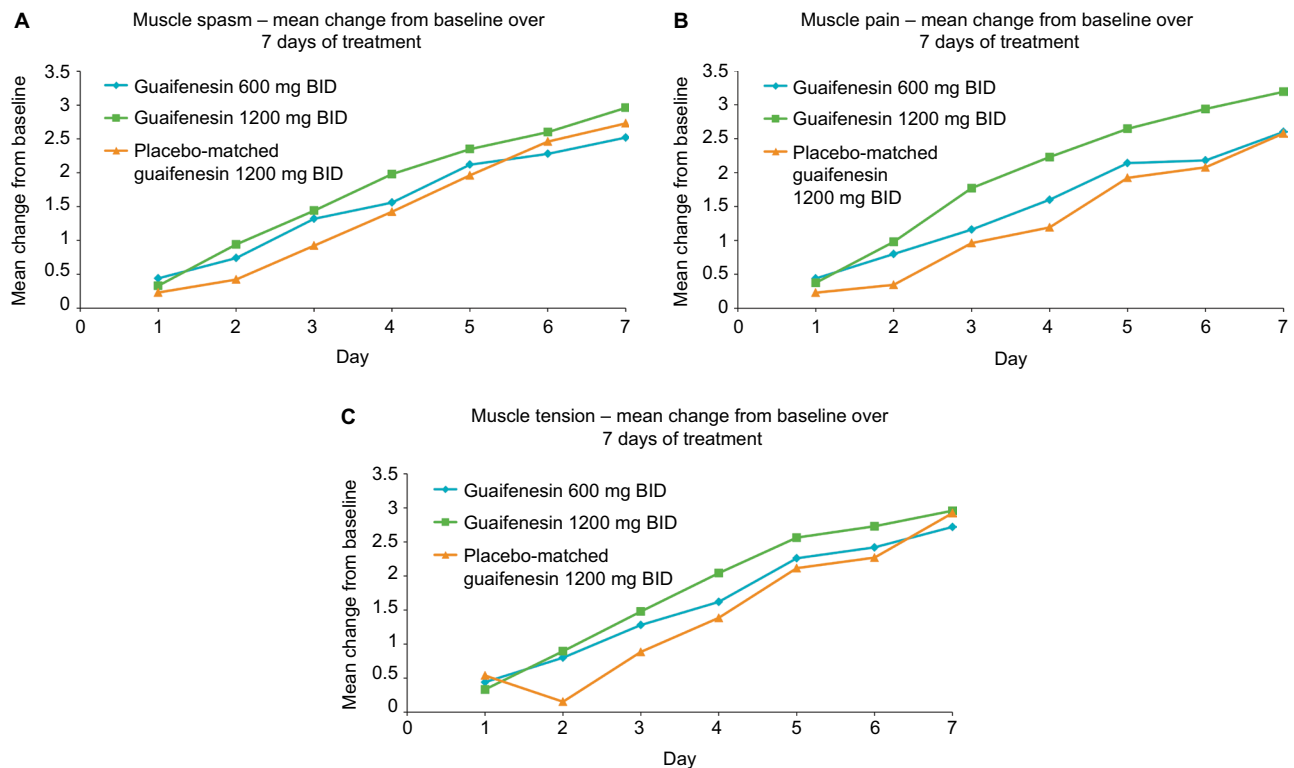 A
Muscle spasm – mean change from baseline over
7 days of treatment
Mean change from baseline
3.5
3
2.5
2
1.5
1
0.5
0
Guaifenesin 600 mg BID
Guaifenesin 1200 mg BID
Placebo-matched
guaifenesin 1200 mg BID
0 1 2 3 4 5 6 7
Day
B
Muscle pain – mean change from baseline over
7 days of treatment
Mean change from baseline
3.5
3
2.5
2
1.5
1
0.5
0
Guaifenesin 600 mg BID
Guaifenesin 1200 mg BID
Placebo-matched
guaifenesin
1200 mg BID
0 1 2 3 4 5 6 7
Day
C
Muscle tension – mean change from baseline over
7 days of treatment
Mean change from baseline
3.5
3
2.5
2
1.5
1
0.5
0
Guaifenesin 600 mg BID
Guaifenesin 1200 mg BID
Placebo-matched
guaifenesin 1200 mg BID
0 1 2 3 4 5 6 7
Day